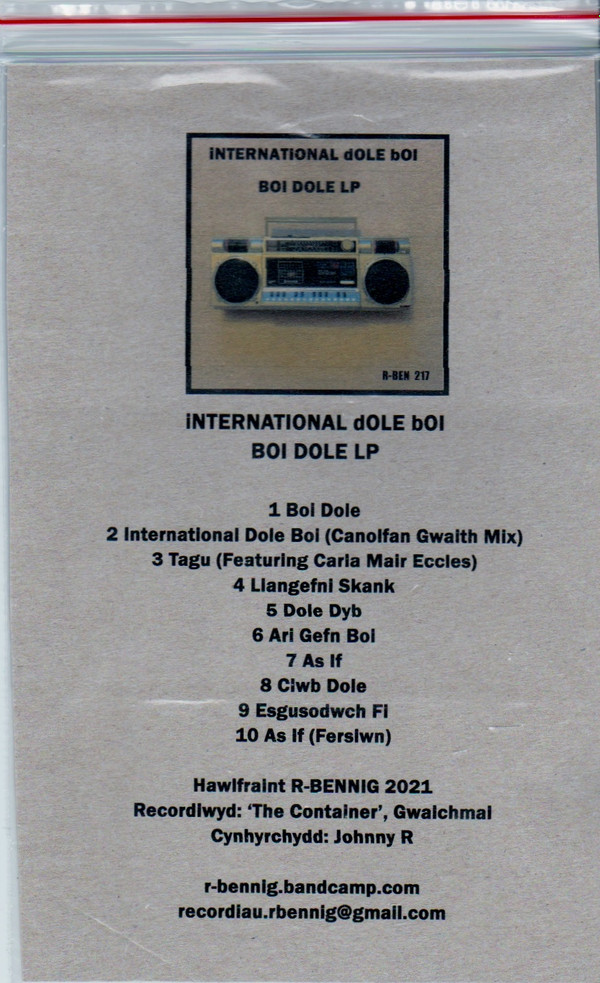 iNTERNATiONAL dOLE bOI
BOI DOLE LP
R-BEN 217
iNTERNATIONAL dOLE bOI
BOI DOLE LP
1 Boi Dole
2 International Dole Boi (Canolfan Gwaith Mix)
3 Tagu (Featuring Carla Mair Eccles)
4 Llangefni Skank
5 Dole Dyb
6 Ari Gefn Boi
7 As If
8 Clwb Dole
9 Esgusodwch Fi
10 As If (Fersiwn)
Hawlfraint R-BENNIG 2021
Recordiwyd: ‘The Container’, Gwalchmai
Cynhyrchydd: Johnny R
r-bennig.bandcamp.com
recordiau.rbennig@gmail.com